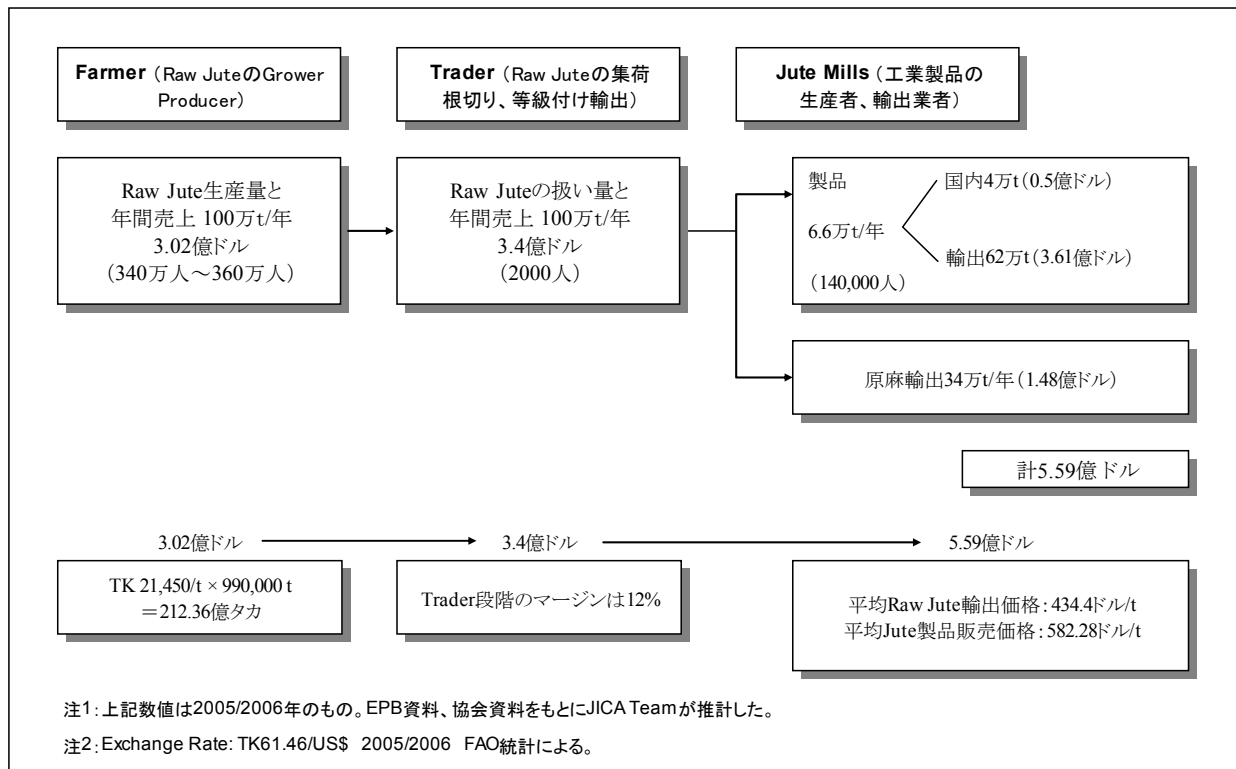 Farmer（Raw JuteのGrower
Producer）
Trader（Raw Juteの集荷
根切り、等級付け輸出）
Jute Mills（工業製品の
生産者、輸出業者）
Raw Jute生産量と
年間売上 100万t/年
3.02億ドル
（340万人～360万人）
Raw Juteの扱い量と
年間売上 100万t/年
3.4億ドル
（2000人）
製品
国内4万t（0.5億ドル）
6.6万t/年
輸出62万t（3.61億ドル）
（140,000人）
原麻輸出34万t/年（1.48億ドル）
計5.59億ドル
3.02億ドル
3.4億ドル
5.59億ドル
TK 21,450/t × 990,000 t
＝212.36億タカ
Trader段階のマージンは12%
平均Raw Jute輸出価格：434.4ドル/t
平均Jute製品販売価格：582.28ドル/t
注1：上記数値は2005/2006年のもの。EPB資料、協会資料をもとにJICA Teamが推計した。
注2：Exchange Rate: TK61.46/US$ 2005/2006 FAO統計による。